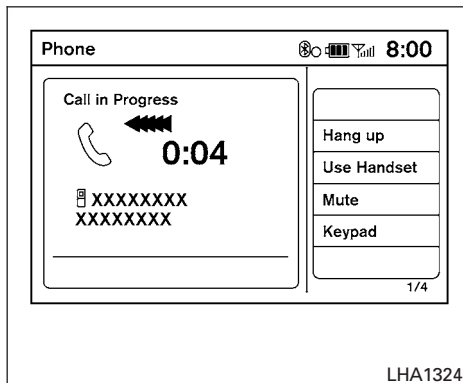 Phone 8:00
Call in Progress
0:04
XXXXXXXX
XXXXXXXX
Hang up
Use Handset
Mute
Keypad
1/4
LHA1324